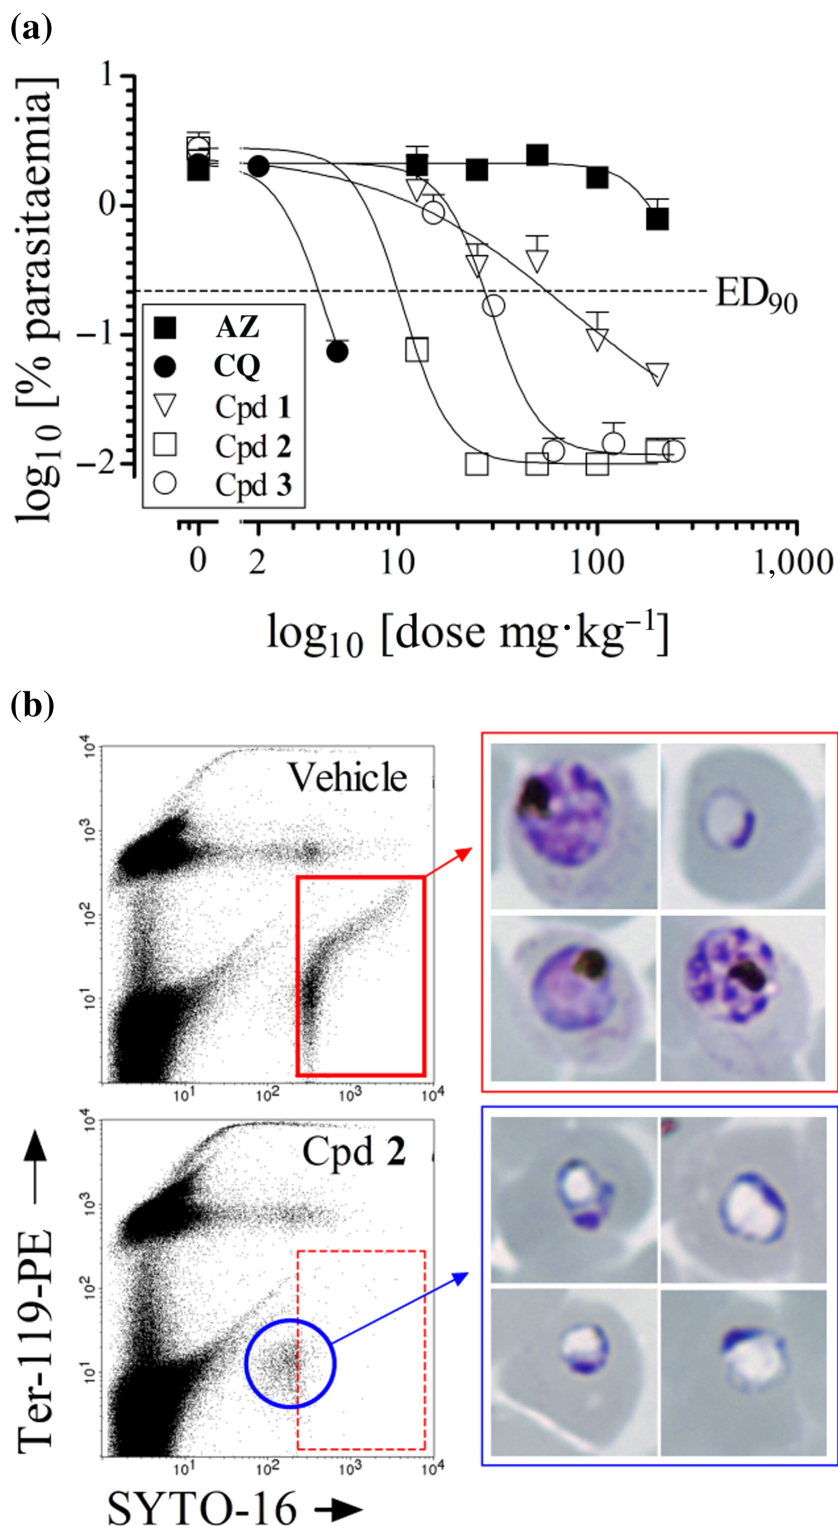 (a)
1
0
−1
−2
log10 [% parasitaemia]
ED90
AZ
CQ
Cpd 1
Cpd 2
Cpd 3
0 2 10 100 1,000
log10 [dose mg·kg−1]
(b)
Vehicle
10^4
10^3
10^2
10^1
10^1 10^2 10^3 10^4
Cpd 2
10^4
10^3
10^2
10^1
10^1 10^2 10^3 10^4
Ter-119-PE
SYTO-16